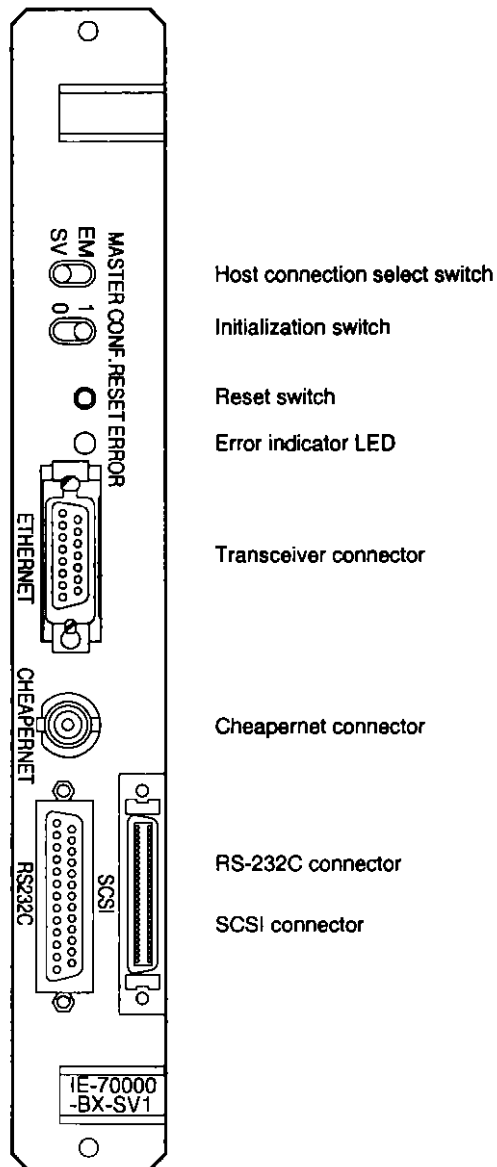 MASTER CONF. RESET ERROR
EM
SV
1
0
Host connection select switch
Initialization switch
Reset switch
Error indicator LED
ETHERNET
Transceiver connector
CHEAPERNET
Cheapernet connector
RS232C
SCSI
RS-232C connector
SCSI connector
IE-70000
-BX-SV1